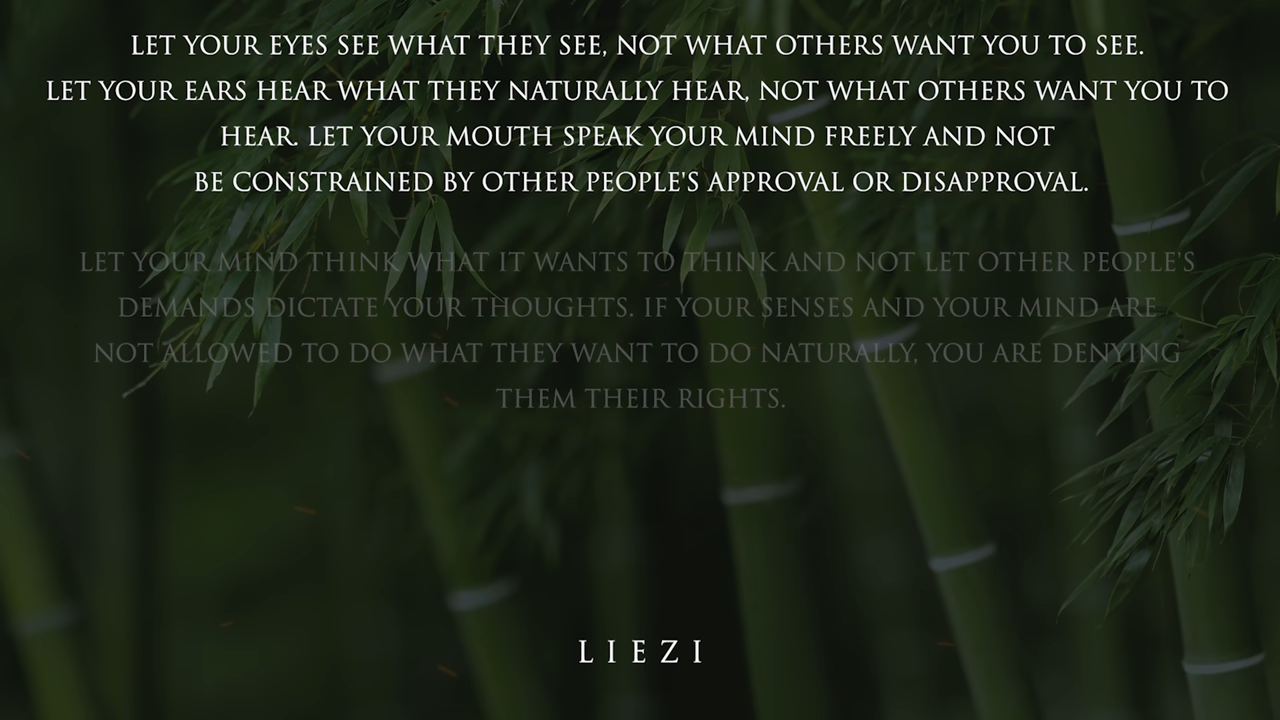 LET YOUR EYES SEE WHAT THEY SEE, NOT WHAT OTHERS WANT YOU TO SEE.
LET YOUR EARS HEAR WHAT THEY NATURALLY HEAR, NOT WHAT OTHERS WANT YOU TO
HEAR. LET YOUR MOUTH SPEAK YOUR MIND FREELY AND NOT
BE CONSTRAINED BY OTHER PEOPLE'S APPROVAL OR DISAPPROVAL.
LET YOUR MIND THINK WHAT IT WANTS TO THINK AND NOT LET OTHER PEOPLE'S
DEMANDS DICTATE YOUR THOUGHTS. IF YOUR SENSES AND YOUR MIND ARE
NOT ALLOWED TO DO WHAT THEY WANT TO DO NATURALLY, YOU ARE DENYING
THEM THEIR RIGHTS.
LIEZI